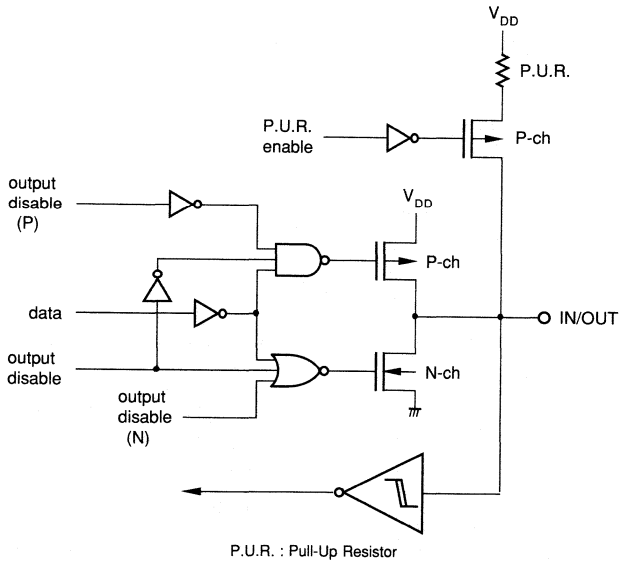 VDD
P.U.R.
P.U.R.
enable
P-ch
output
disable
(P)
VDD
P-ch
data
IN/OUT
output
disable
N-ch
output
disable
(N)
P.U.R. : Pull-Up Resistor